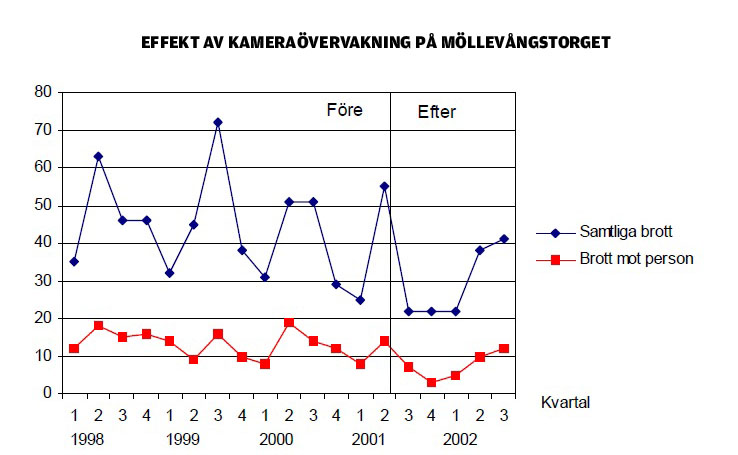 EFFEKT AV KAMERAÖVERVAKNING PÅ MÖLLEVÅNGSTORGET
80
70
60
50
40
30
20
10
0
Före
Efter
Samtliga brott
Brott mot person
1 2 3 4 1 2 3 4 1 2 3 4 1 2 3 4 1 2 3
1998 1999 2000 2001 2002
Kvartal